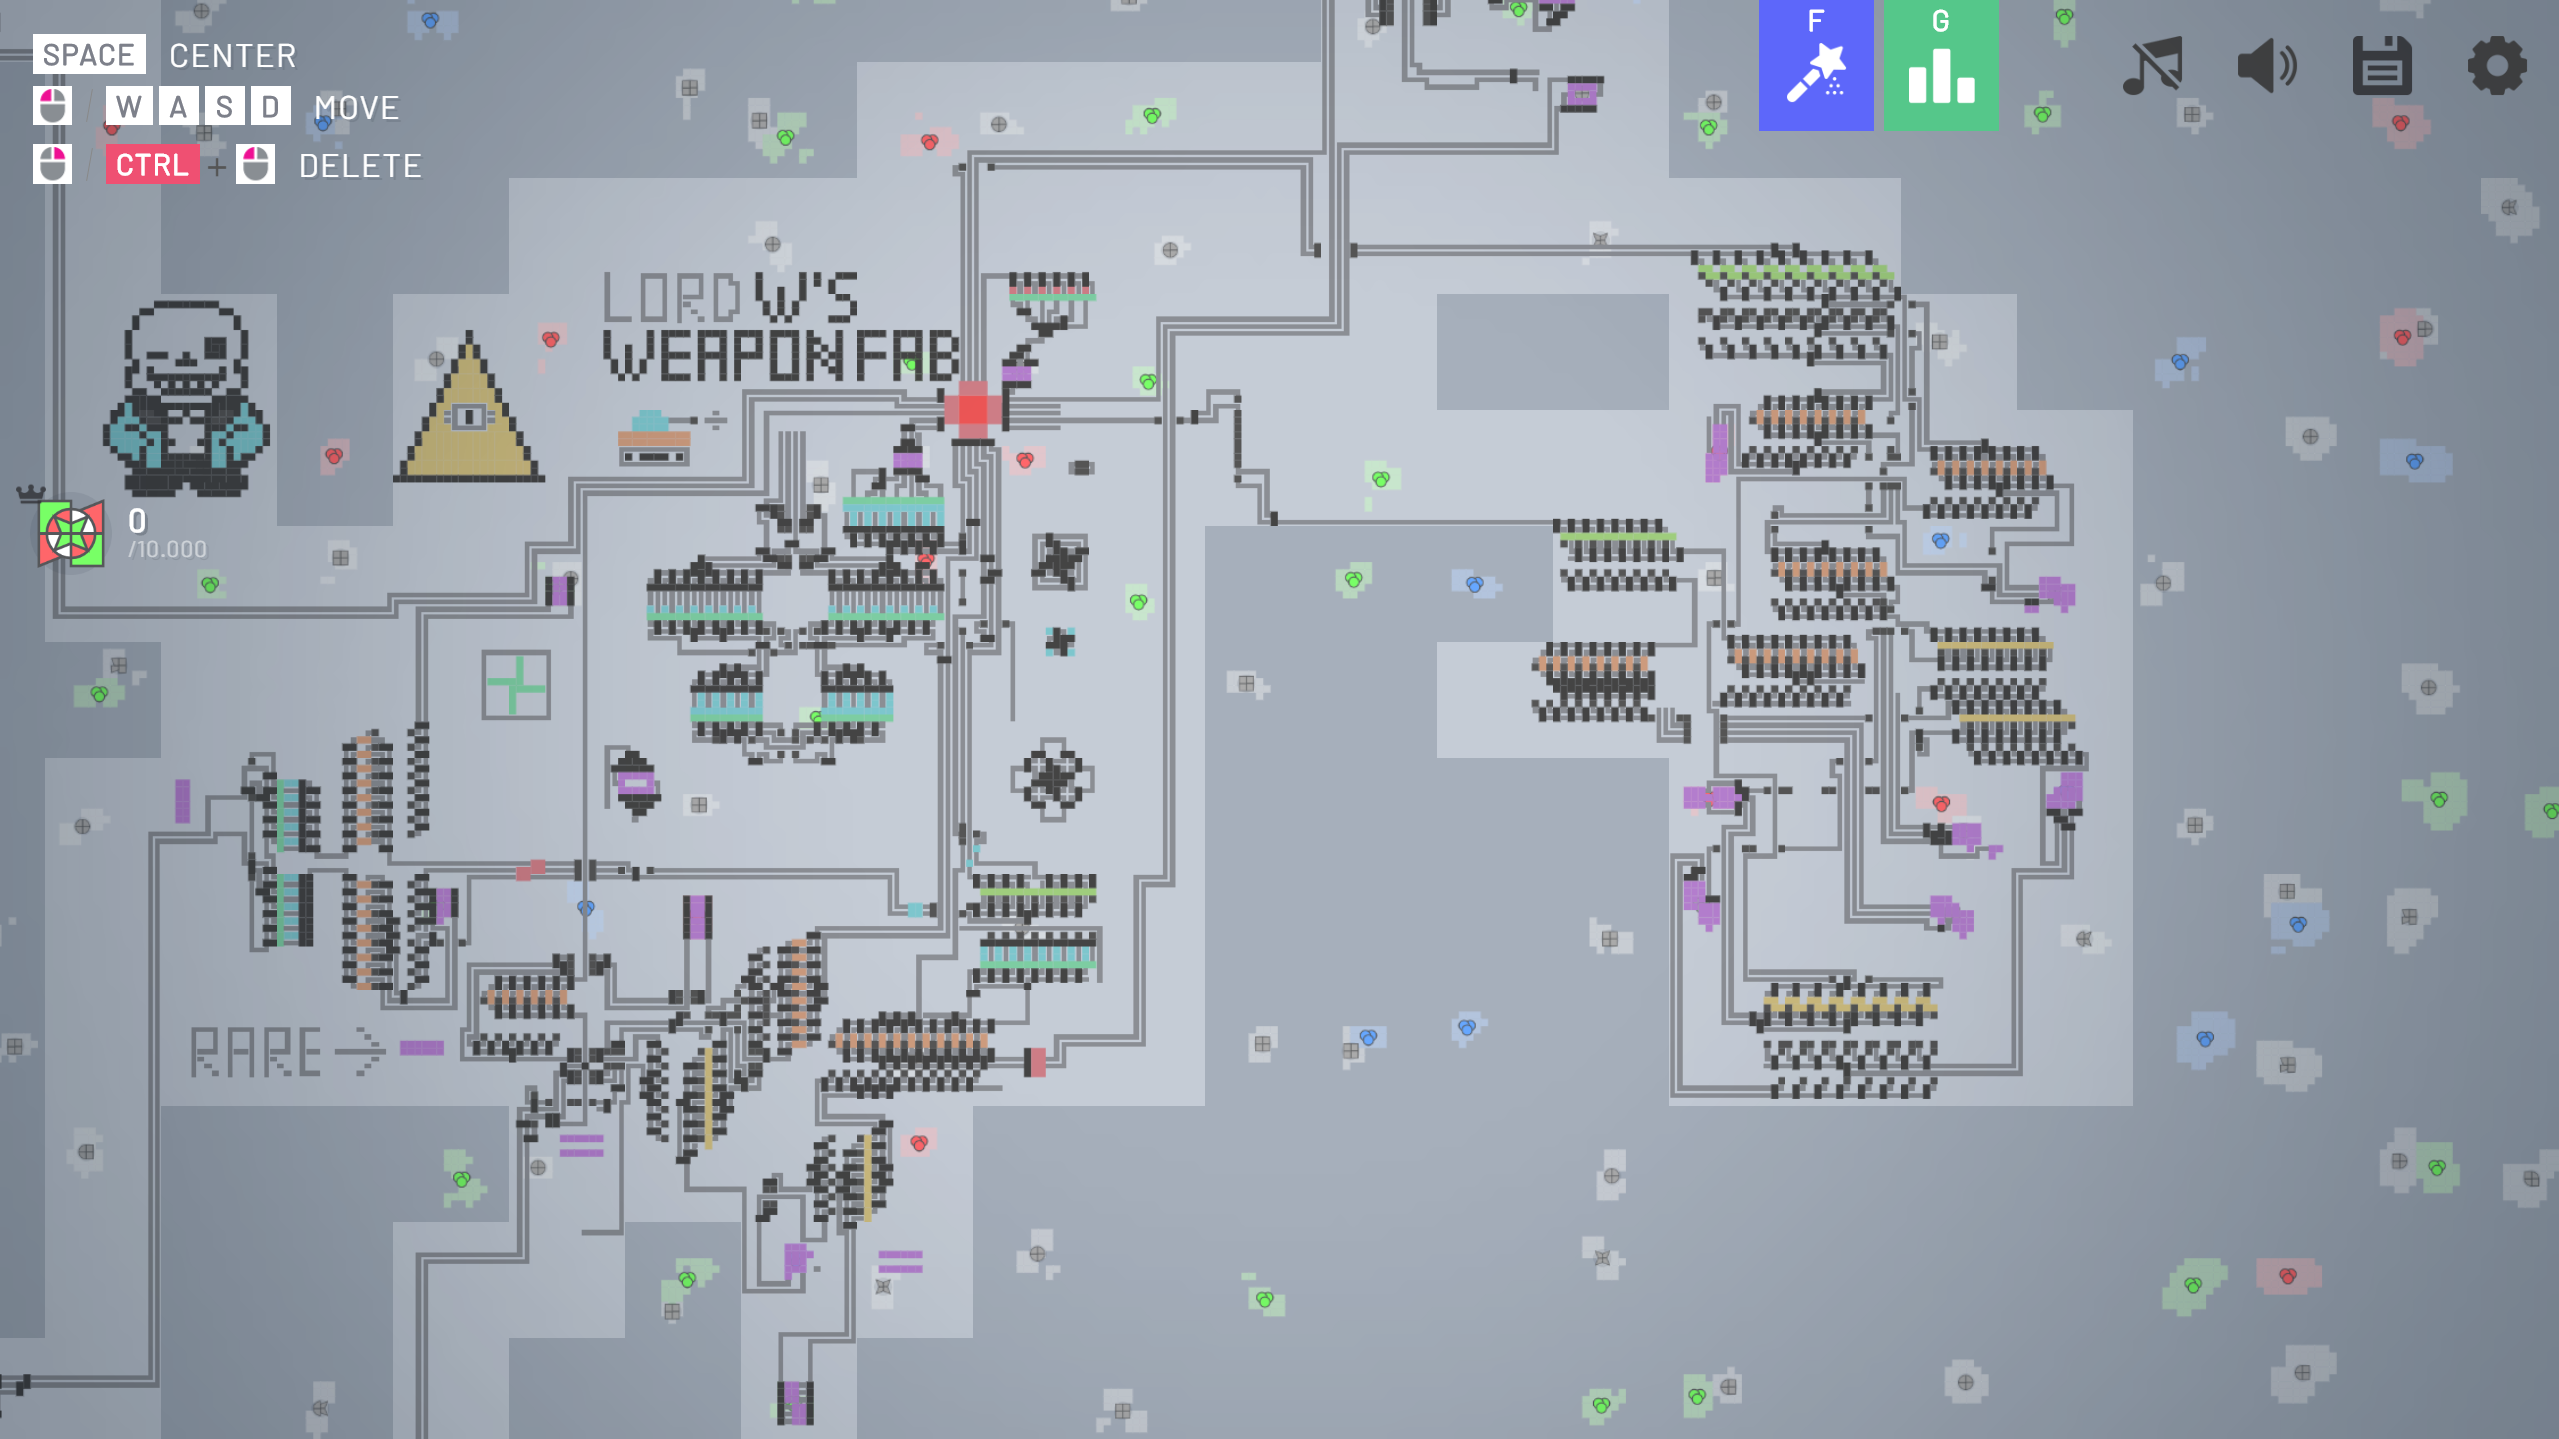 SPACE CENTER
/ W A S D MOVE
/ CTRL + DELETE
F
G
LORD W'S
WEAPON FAB
0
/10.000
RARE ->